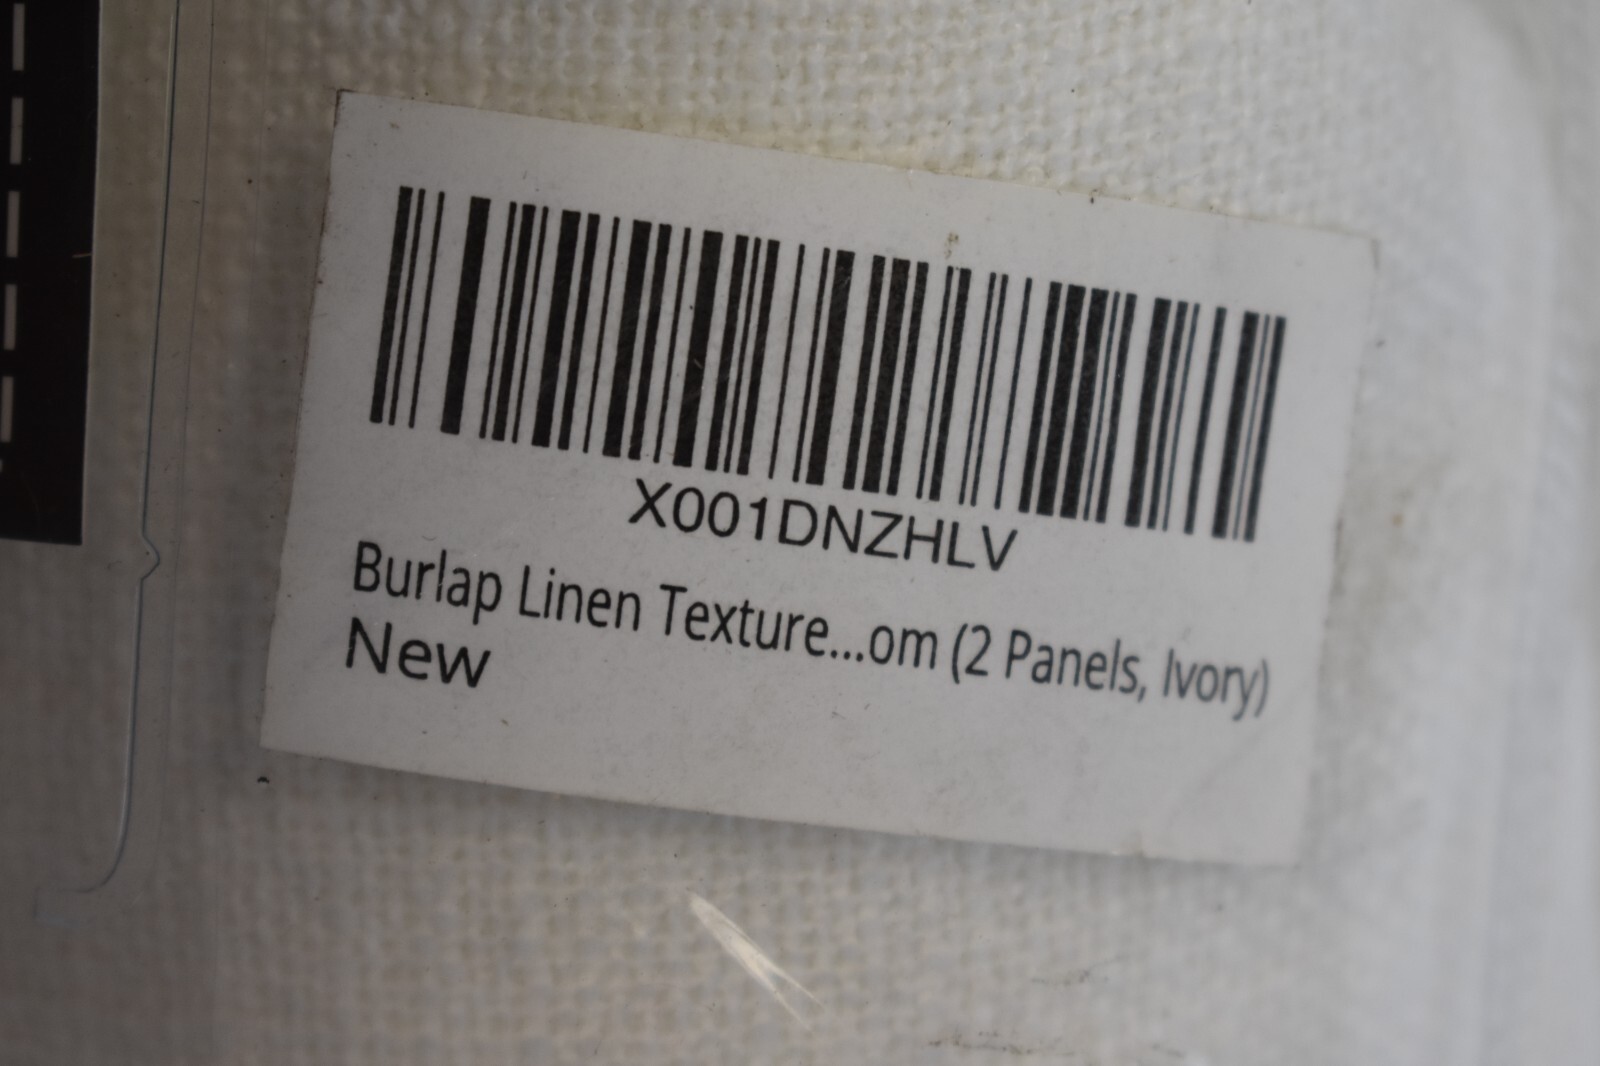 X001DNZHLV
Burlap Linen Texture...om (2 Panels, Ivory)
New